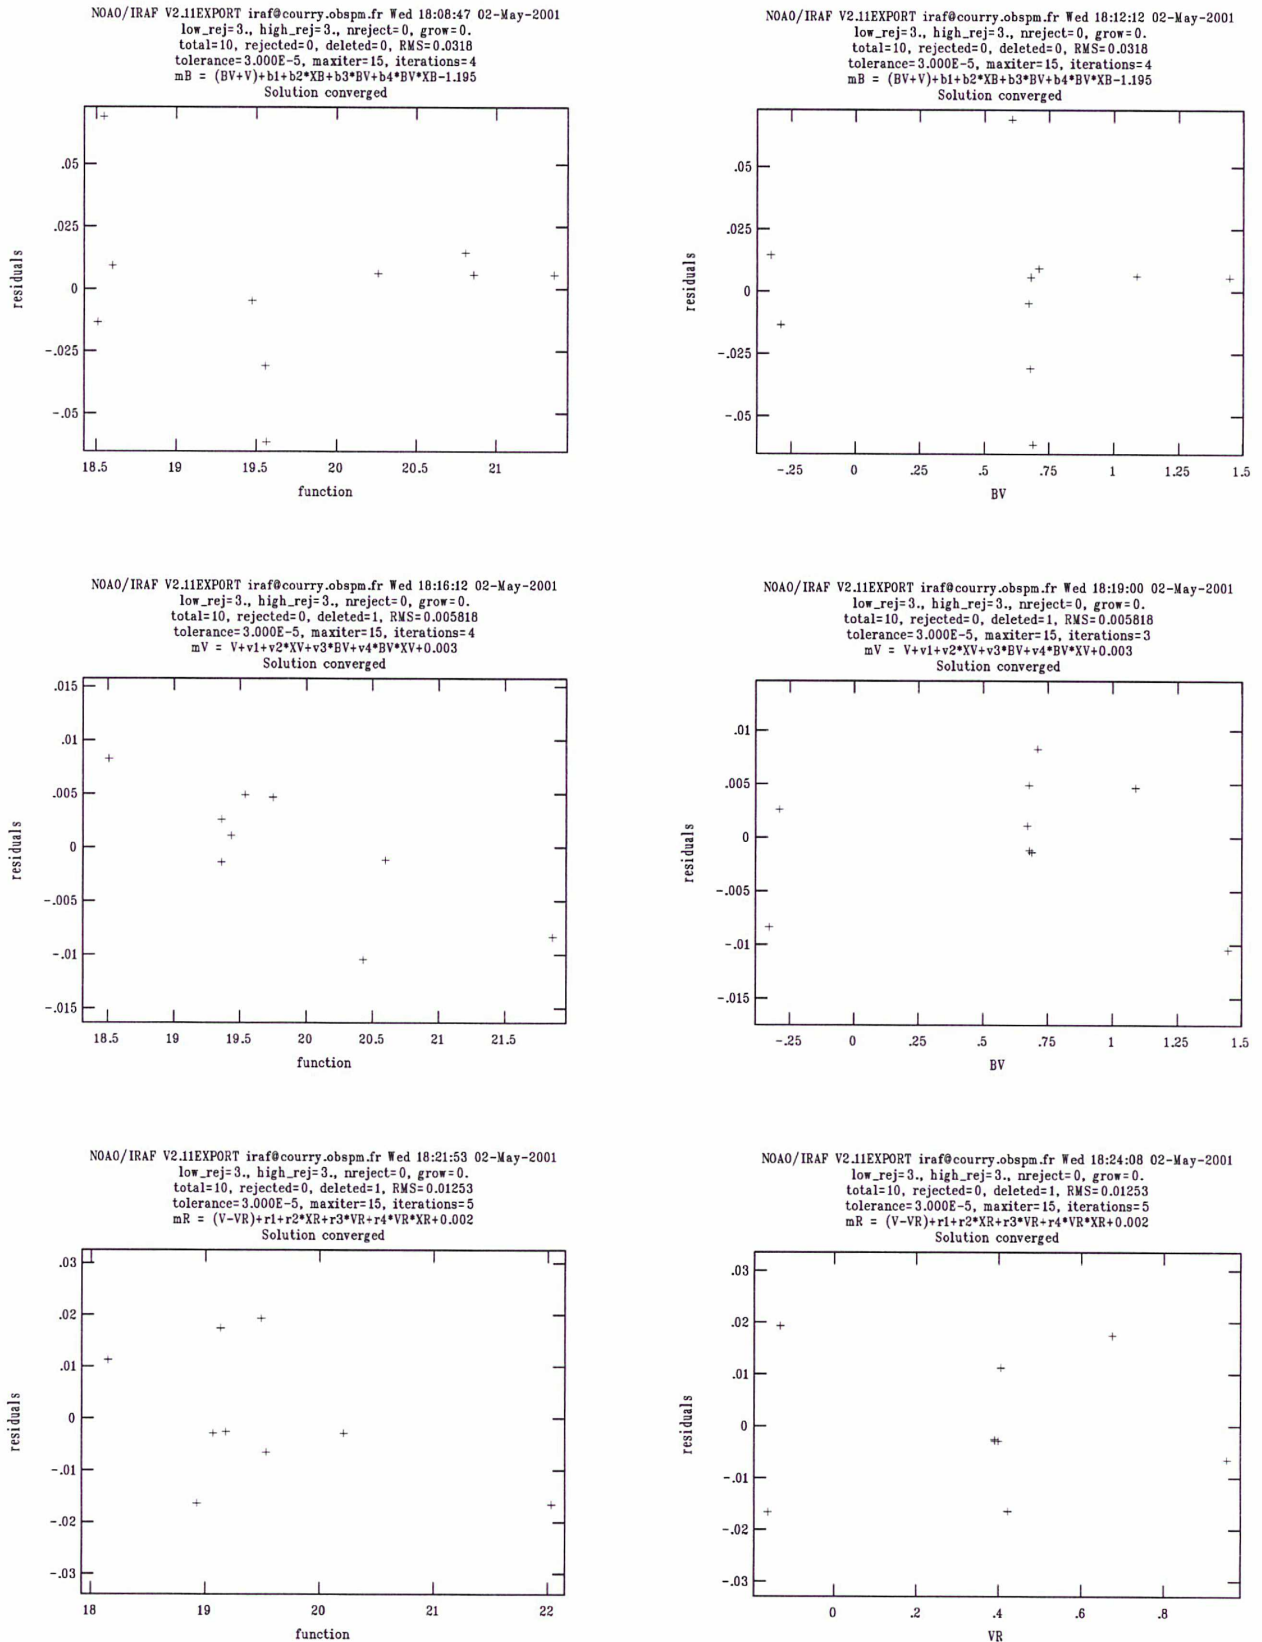 NOAO/IRAF V2.11EXPORT iraf@courry.obspm.fr Wed 18:08:47 02-May-2001
low_rej=3., high_rej=3., nreject=0, grow=0.
total=10, rejected=0, deleted=0, RMS=0.0318
tolerance=3.000E-5, maxiter=15, iterations=4
mB = (BV+V)+b1+b2*XB+b3*BV+b4*BV*XB-1.195
Solution converged
.05
.025
0
-.025
-.05
residuals
18.5 19 19.5 20 20.5 21
function
NOAO/IRAF V2.11EXPORT iraf@courry.obspm.fr Wed 18:12:12 02-May-2001
low_rej=3., high_rej=3., nreject=0, grow=0.
total=10, rejected=0, deleted=0, RMS=0.0318
tolerance=3.000E-5, maxiter=15, iterations=4
mB = (BV+V)+b1+b2*XB+b3*BV+b4*BV*XB-1.195
Solution converged
.05
.025
0
-.025
-.05
residuals
-.25 0 .25 .5 .75 1 1.25 1.5
BV
NOAO/IRAF V2.11EXPORT iraf@courry.obspm.fr Wed 18:16:12 02-May-2001
low_rej=3., high_rej=3., nreject=0, grow=0.
total=10, rejected=0, deleted=1, RMS=0.005818
tolerance=3.000E-5, maxiter=15, iterations=4
mV = V+v1+v2*XV+v3*BV+v4*BV*XV+0.003
Solution converged
.015
.01
.005
0
-.005
-.01
-.015
residuals
18.5 19 19.5 20 20.5 21 21.5
function
NOAO/IRAF V2.11EXPORT iraf@courry.obspm.fr Wed 18:19:00 02-May-2001
low_rej=3., high_rej=3., nreject=0, grow=0.
total=10, rejected=0, deleted=1, RMS=0.005818
tolerance=3.000E-5, maxiter=15, iterations=3
mV = V+v1+v2*XV+v3*BV+v4*BV*XV+0.003
Solution converged
.01
.005
0
-.005
-.01
-.015
residuals
-.25 0 .25 .5 .75 1 1.25 1.5
BV
NOAO/IRAF V2.11EXPORT iraf@courry.obspm.fr Wed 18:21:53 02-May-2001
low_rej=3., high_rej=3., nreject=0, grow=0.
total=10, rejected=0, deleted=1, RMS=0.01253
tolerance=3.000E-5, maxiter=15, iterations=5
mR = (V-VR)+r1+r2*XR+r3*VR+r4*VR*XR+0.002
Solution converged
.03
.02
.01
0
-.01
-.02
-.03
residuals
18 19 20 21 22
function
NOAO/IRAF V2.11EXPORT iraf@courry.obspm.fr Wed 18:24:08 02-May-2001
low_rej=3., high_rej=3., nreject=0, grow=0.
total=10, rejected=0, deleted=1, RMS=0.01253
tolerance=3.000E-5, maxiter=15, iterations=5
mR = (V-VR)+r1+r2*XR+r3*VR+r4*VR*XR+0.002
Solution converged
.03
.02
.01
0
-.01
-.02
-.03
residuals
0 .2 .4 .6 .8
VR